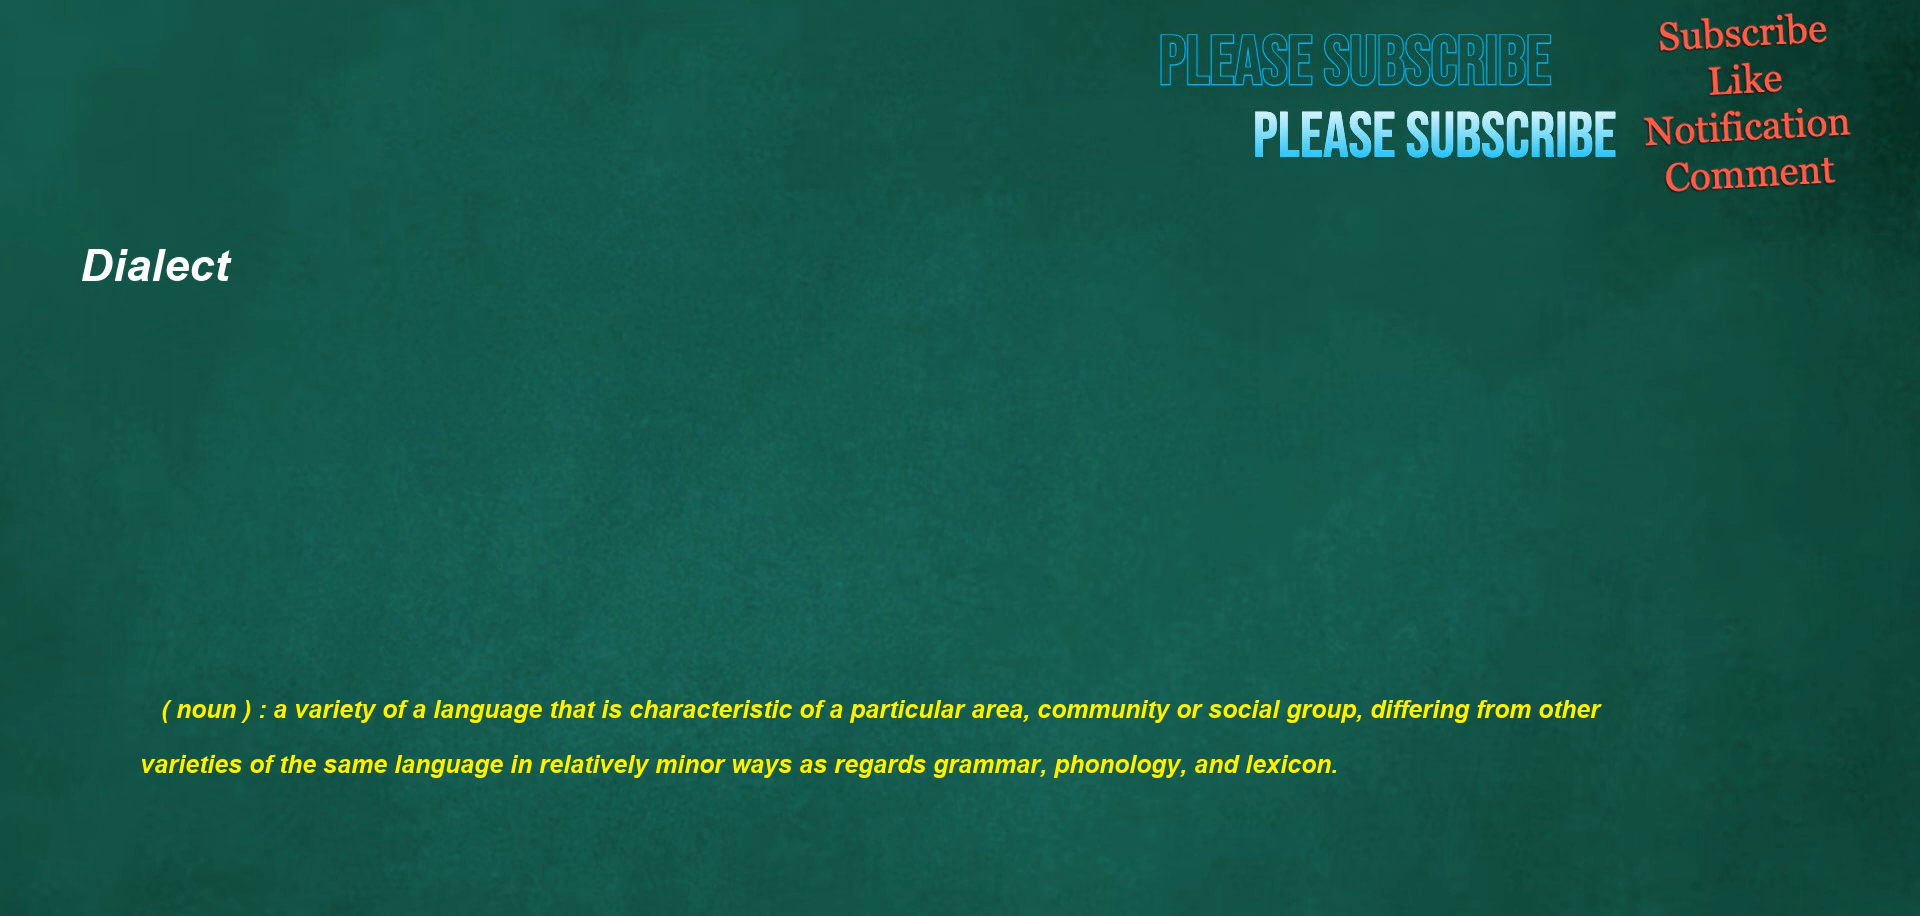 PLEASE SUBSCRIBE
PLEASE SUBSCRIBE
Subscribe
Like
Notification
Comment
Dialect
( noun ) : a variety of a language that is characteristic of a particular area, community or social group, differing from other
varieties of the same language in relatively minor ways as regards grammar, phonology, and lexicon.